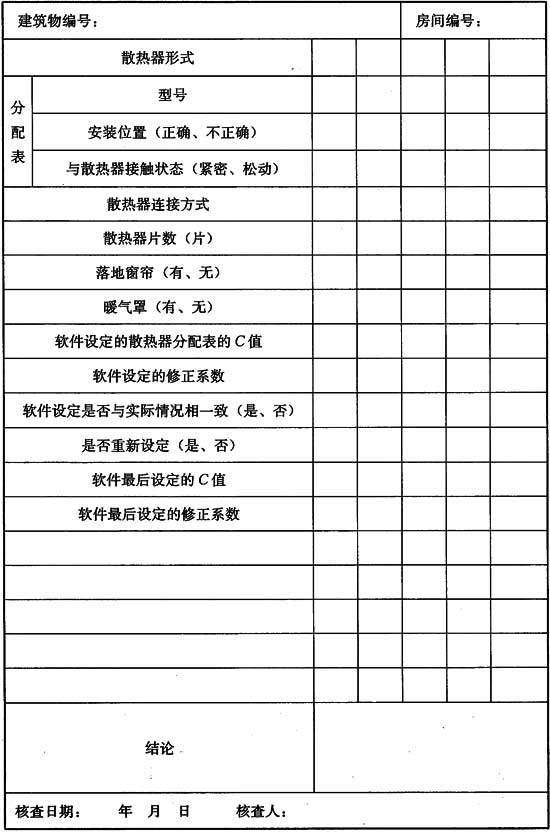 建筑物编号： 房间编号：
散热器形式
分配表
型号
安装位置（正确、不正确）
与散热器接触状态（紧密、松动）
散热器连接方式
散热器片数（片）
落地窗帘（有、无）
暖气罩（有、无）
软件设定的散热器分配表的C值
软件设定的修正系数
软件设定是否与实际情况相一致（是、否）
是否重新设定（是、否）
软件最后设定的C值
软件最后设定的修正系数
结论
核查日期： 年 月 日 核查人：